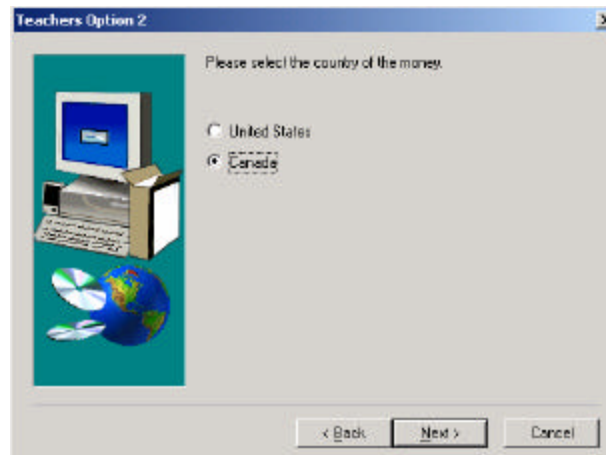 Teachers Option 2
Please select the country of the money.
United States
Canada
< Back
Next >
Cancel